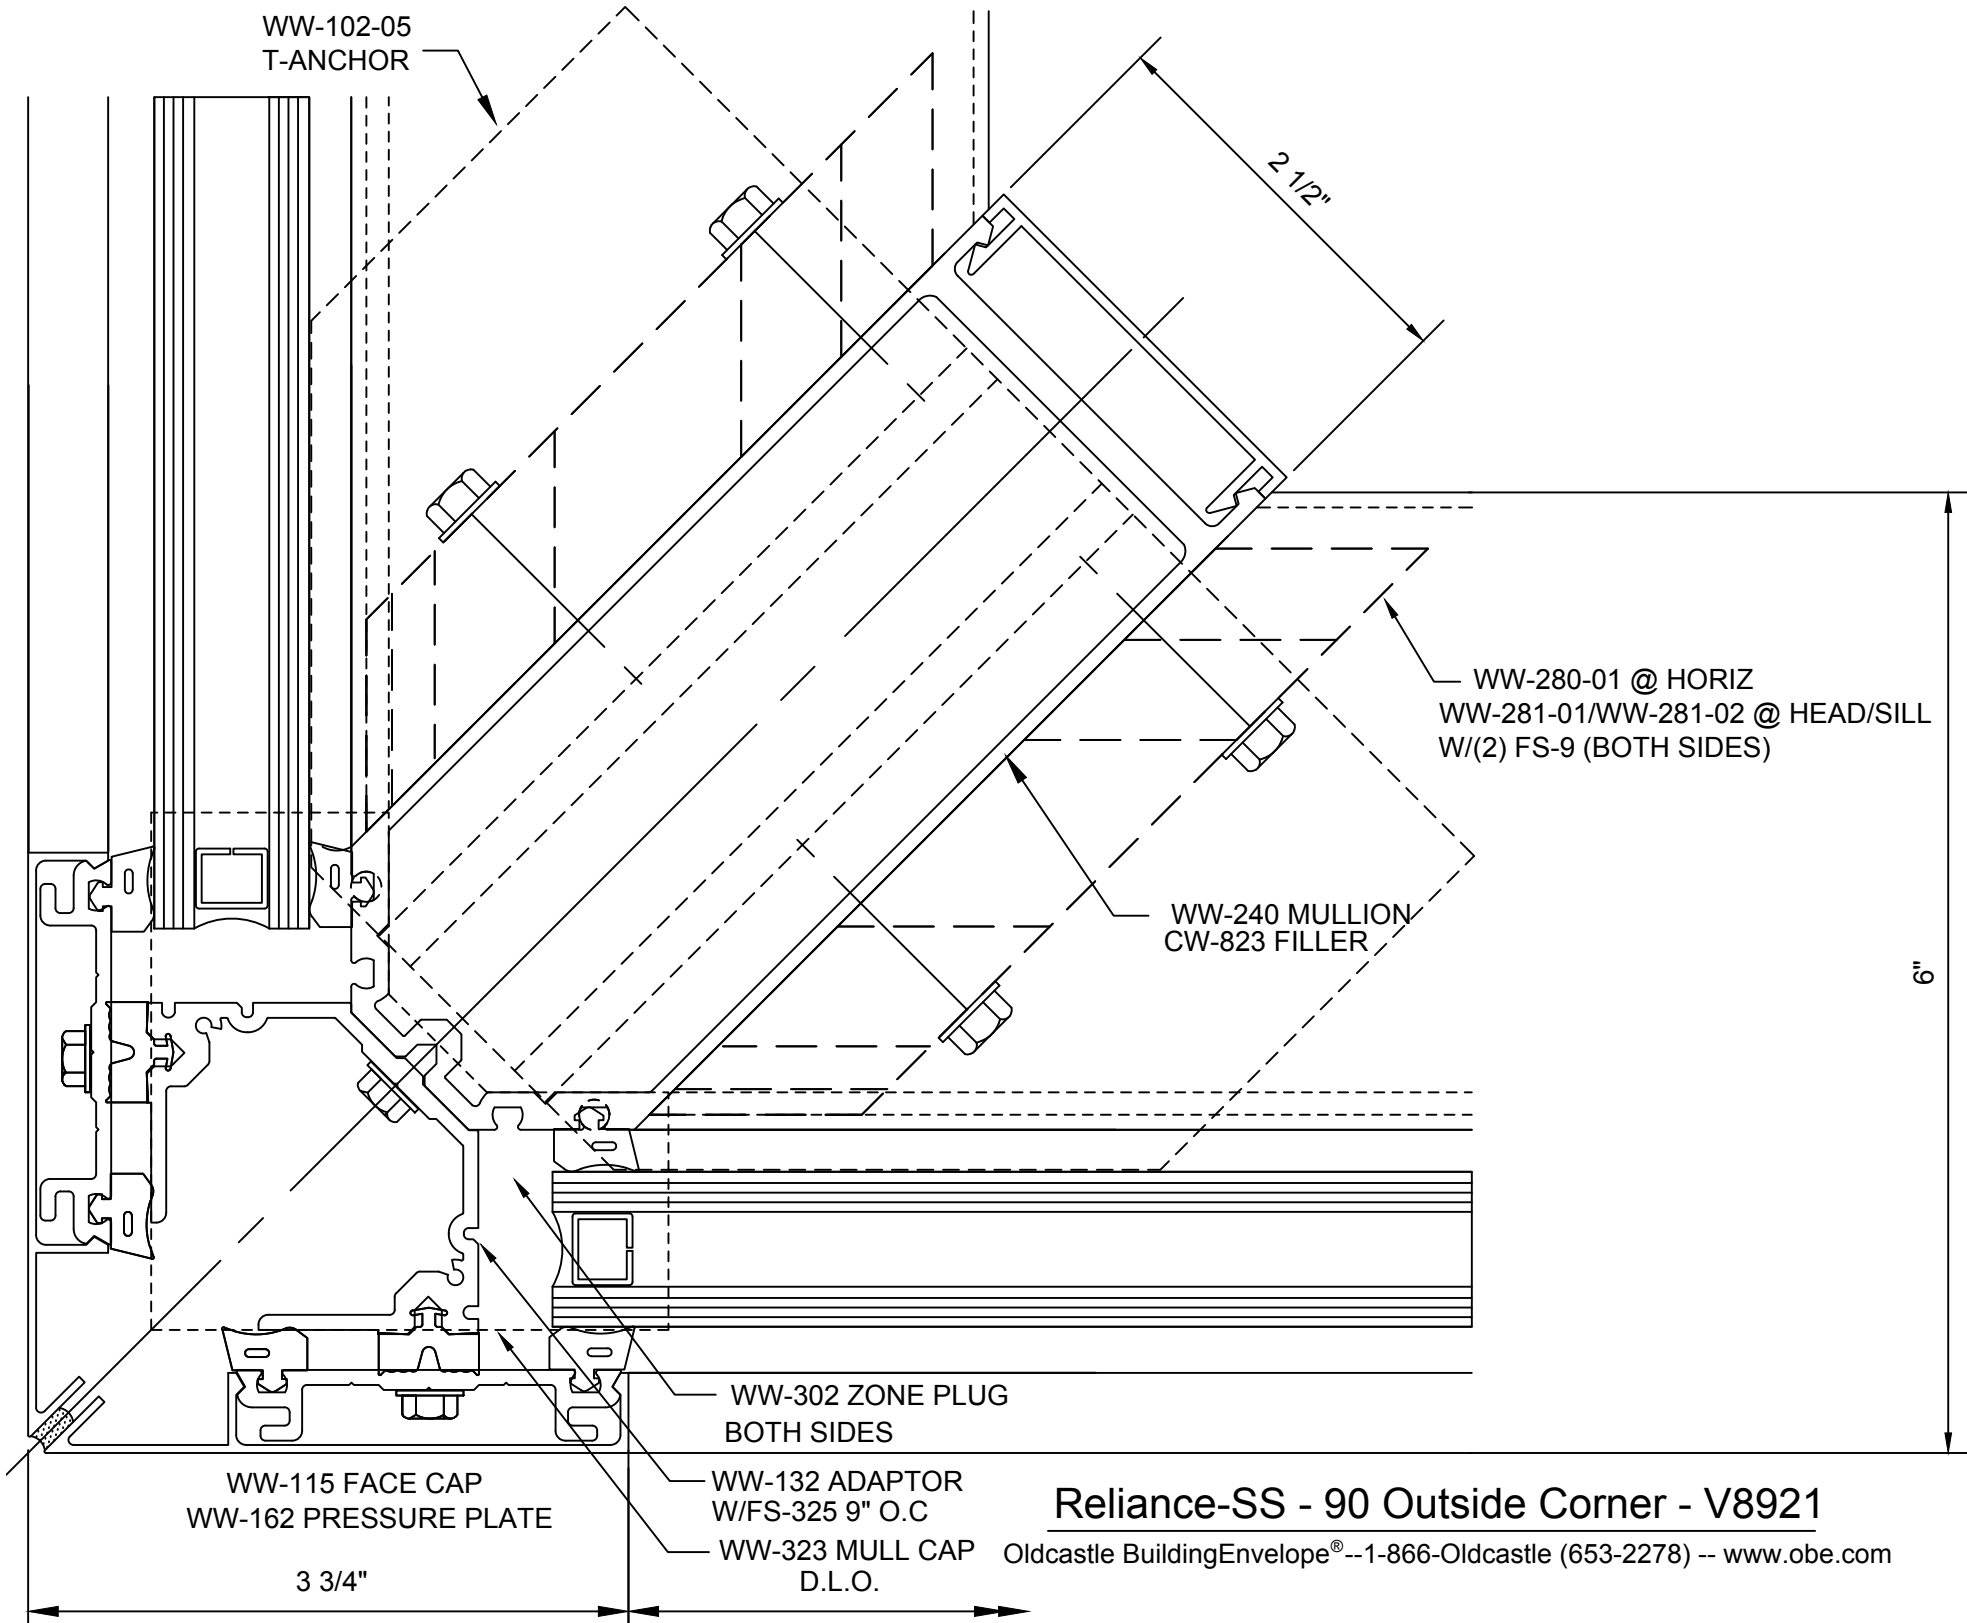 WW-102-05
T-ANCHOR
2 1/2"
WW-280-01 @ HORIZ
WW-281-01/WW-281-02 @ HEAD/SILL
W/(2) FS-9 (BOTH SIDES)
WW-240 MULLION
CW-823 FILLER
6"
WW-302 ZONE PLUG
BOTH SIDES
WW-115 FACE CAP
WW-162 PRESSURE PLATE
WW-132 ADAPTOR
W/FS-325 9" O.C
WW-323 MULL CAP
D.L.O.
3 3/4"
Reliance-SS - 90 Outside Corner - V8921
Oldcastle BuildingEnvelope®--1-866-Oldcastle (653-2278) -- www.obe.com